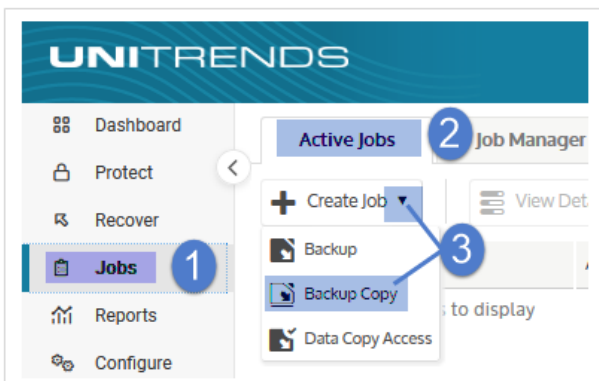 UNITRENDS
Dashboard
Protect
Recover
Jobs 1
Reports
Configure
Active Jobs 2 Job Manager
Create Job View Det
Backup 3
Backup Copy
to display
Data Copy Access